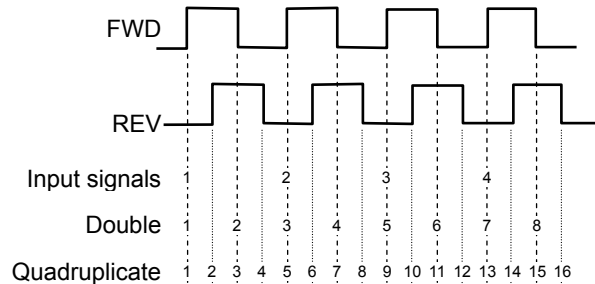 FWD
REV
Input signals 1 2 3 4
Double 1 2 3 4 5 6 7 8
Quadruplicate 1 2 3 4 5 6 7 8 9 10 11 12 13 14 15 16